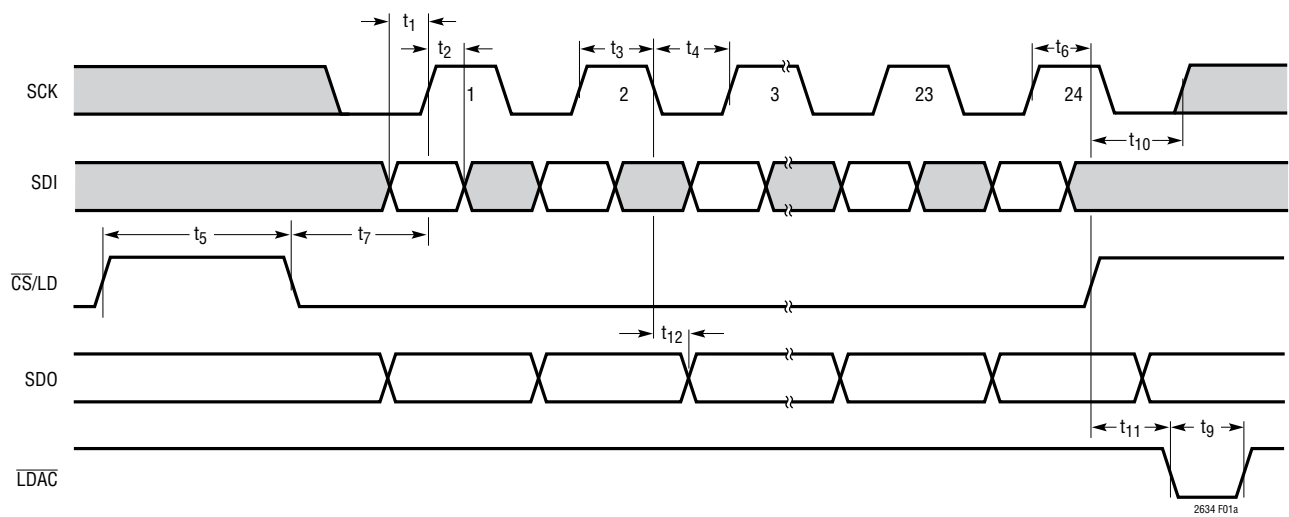 t1
t2
t3
t4
t6
SCK
1
2
3
23
24
t10
SDI
t5
t7
CS/LD
t12
SDO
t11
t9
LDAC
2634 F01a